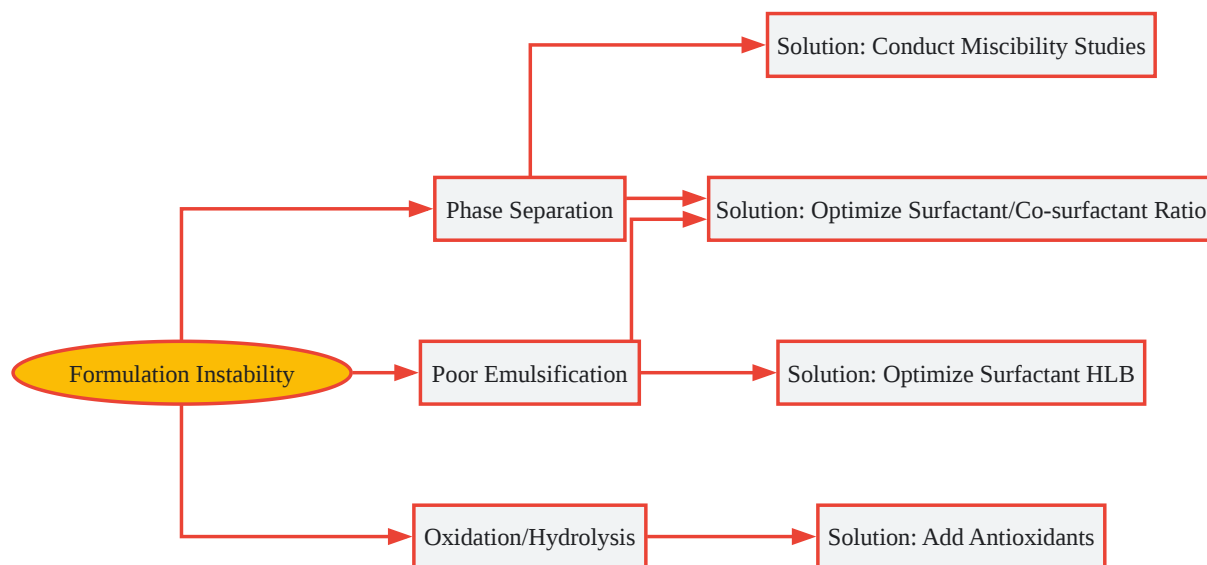 Solution: Conduct Miscibility Studies
Phase Separation
Solution: Optimize Surfactant/Co-surfactant Ratio
Formulation Instability
Poor Emulsification
Solution: Optimize Surfactant HLB
Oxidation/Hydrolysis
Solution: Add Antioxidants